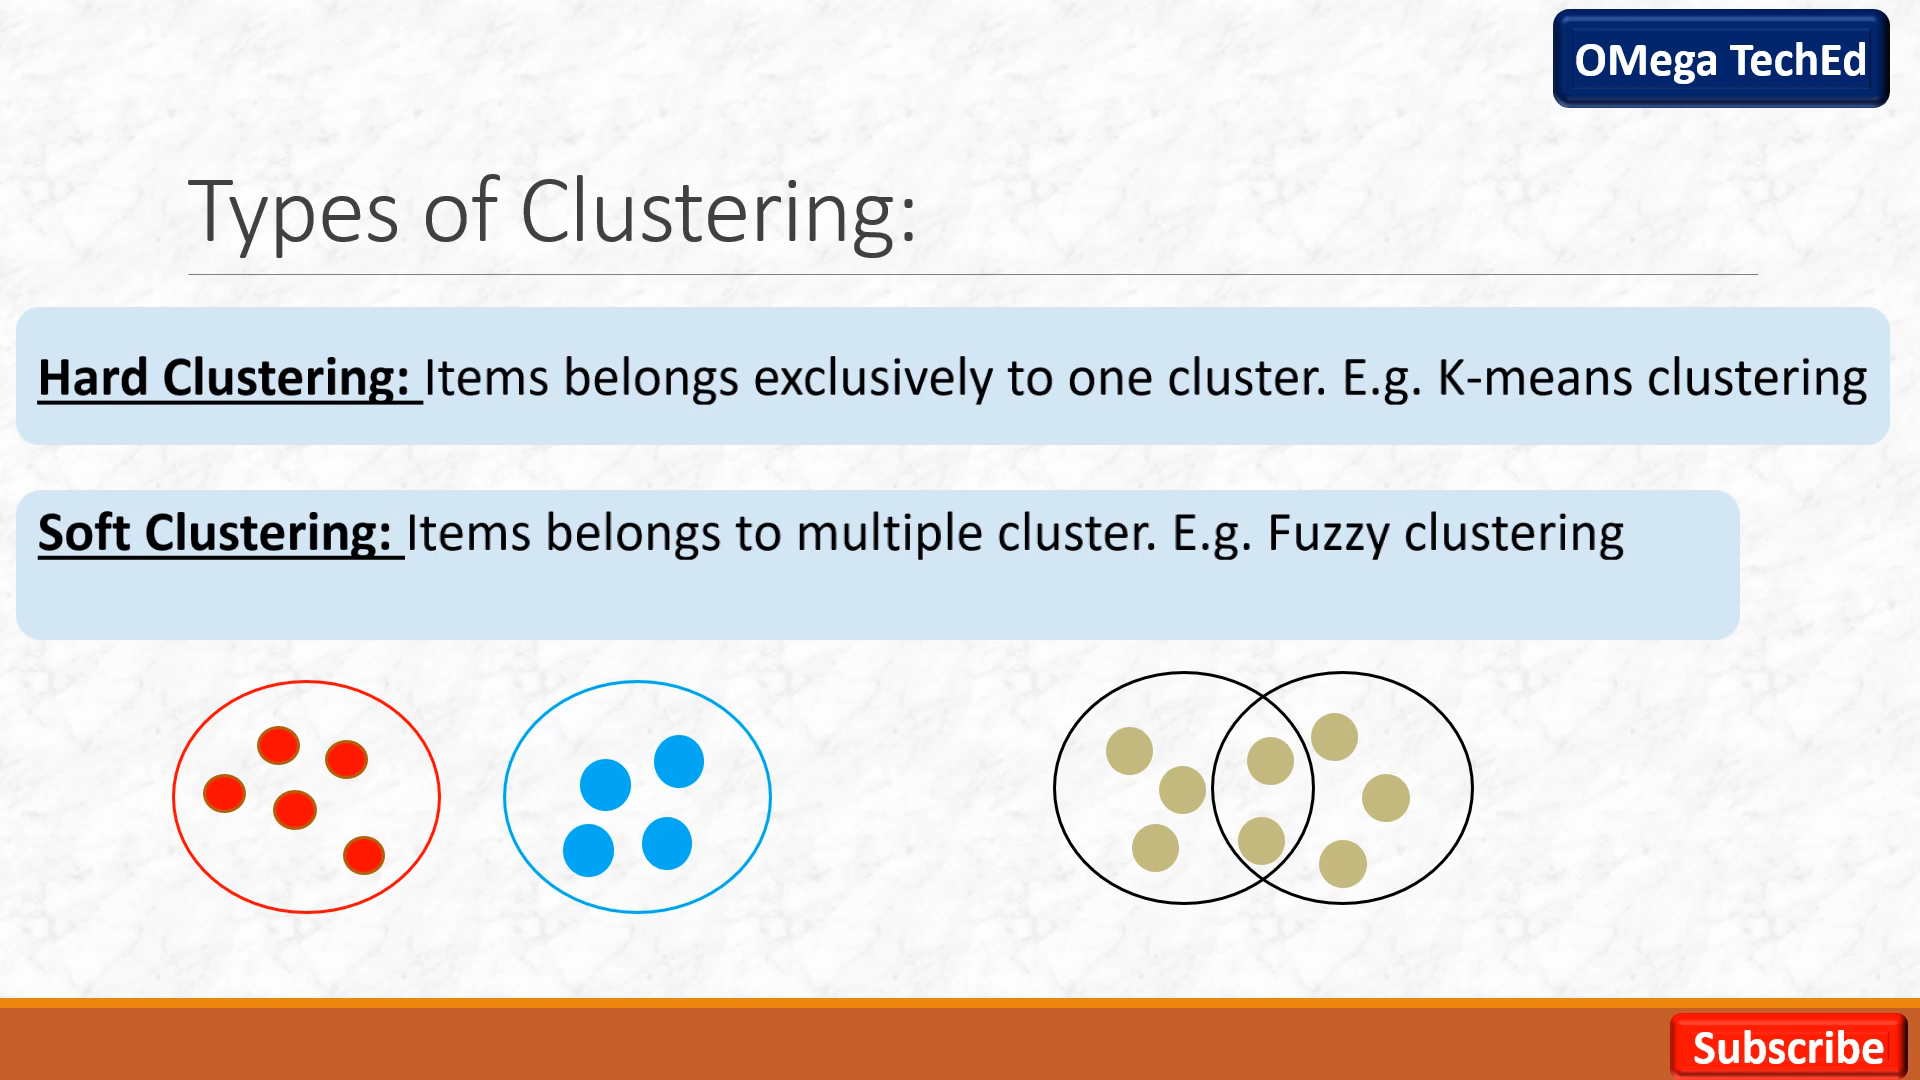 OMega TechEd
Types of Clustering:
Hard Clustering: Items belongs exclusively to one cluster. E.g. K-means clustering
Soft Clustering: Items belongs to multiple cluster. E.g. Fuzzy clustering
Subscribe